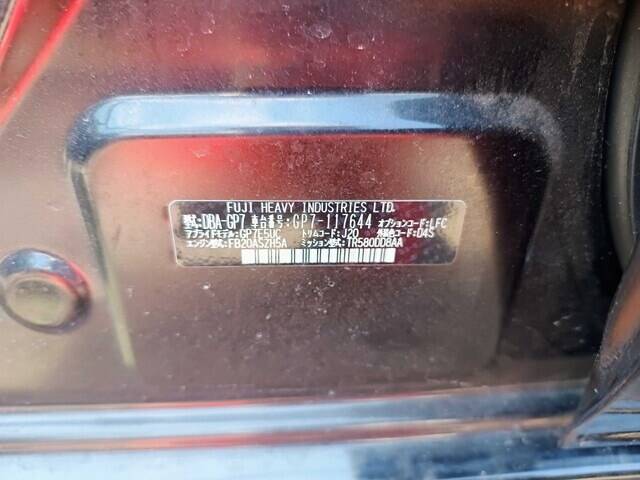 FUJI HEAVY INDUSTRIES LTD.
型式:DBA-GP7 車台番号:GP7-117644 オプションコード:LFC
アプライドモデル:GP7E5UC トリムコード:J20 外装色コード:D4S
エンジン型式:FB20ASZH5A ミッション型式:TR580DD8AA